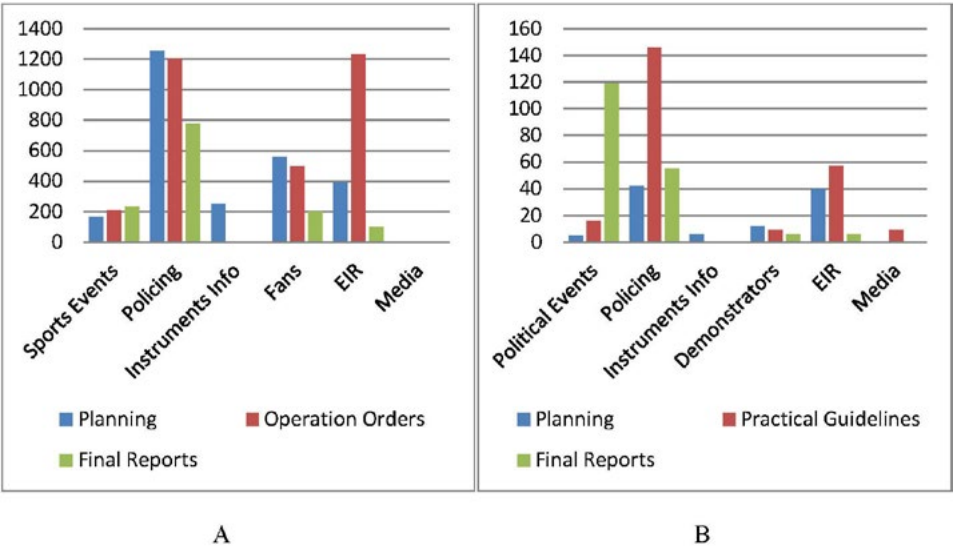 1400
1200
1000
800
600
400
200
0
Sports Events
Policing
Instruments Info
Fans
EIR
Media
Planning
Operation Orders
Final Reports
160
140
120
100
80
60
40
20
0
Political Events
Policing
Instruments Info
Demonstrators
EIR
Media
Planning
Practical Guidelines
Final Reports
A
B